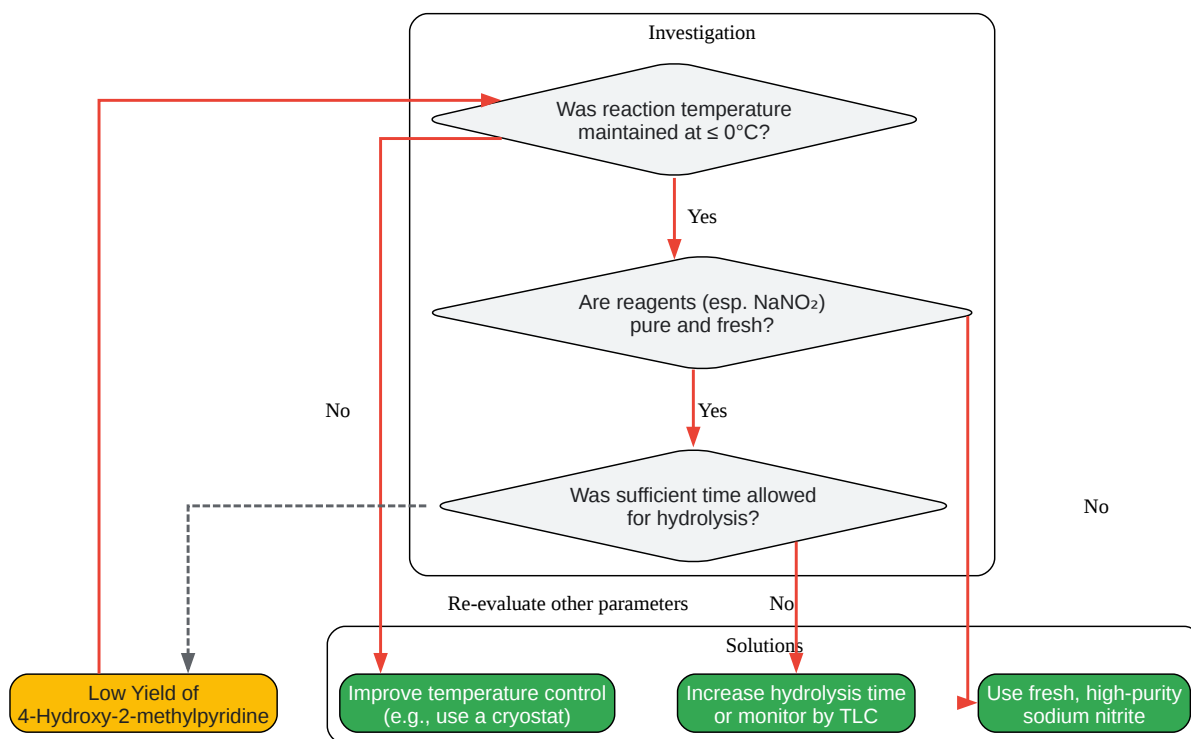 Investigation
Was reaction temperature
maintained at ≤ 0°C?
Yes
Are reagents (esp. NaNO₂)
pure and fresh?
No
Yes
Was sufficient time allowed
for hydrolysis?
No
Re-evaluate other parameters
No
Solutions
Low Yield of
4-Hydroxy-2-methylpyridine
Improve temperature control
(e.g., use a cryostat)
Increase hydrolysis time
or monitor by TLC
Use fresh, high-purity
sodium nitrite